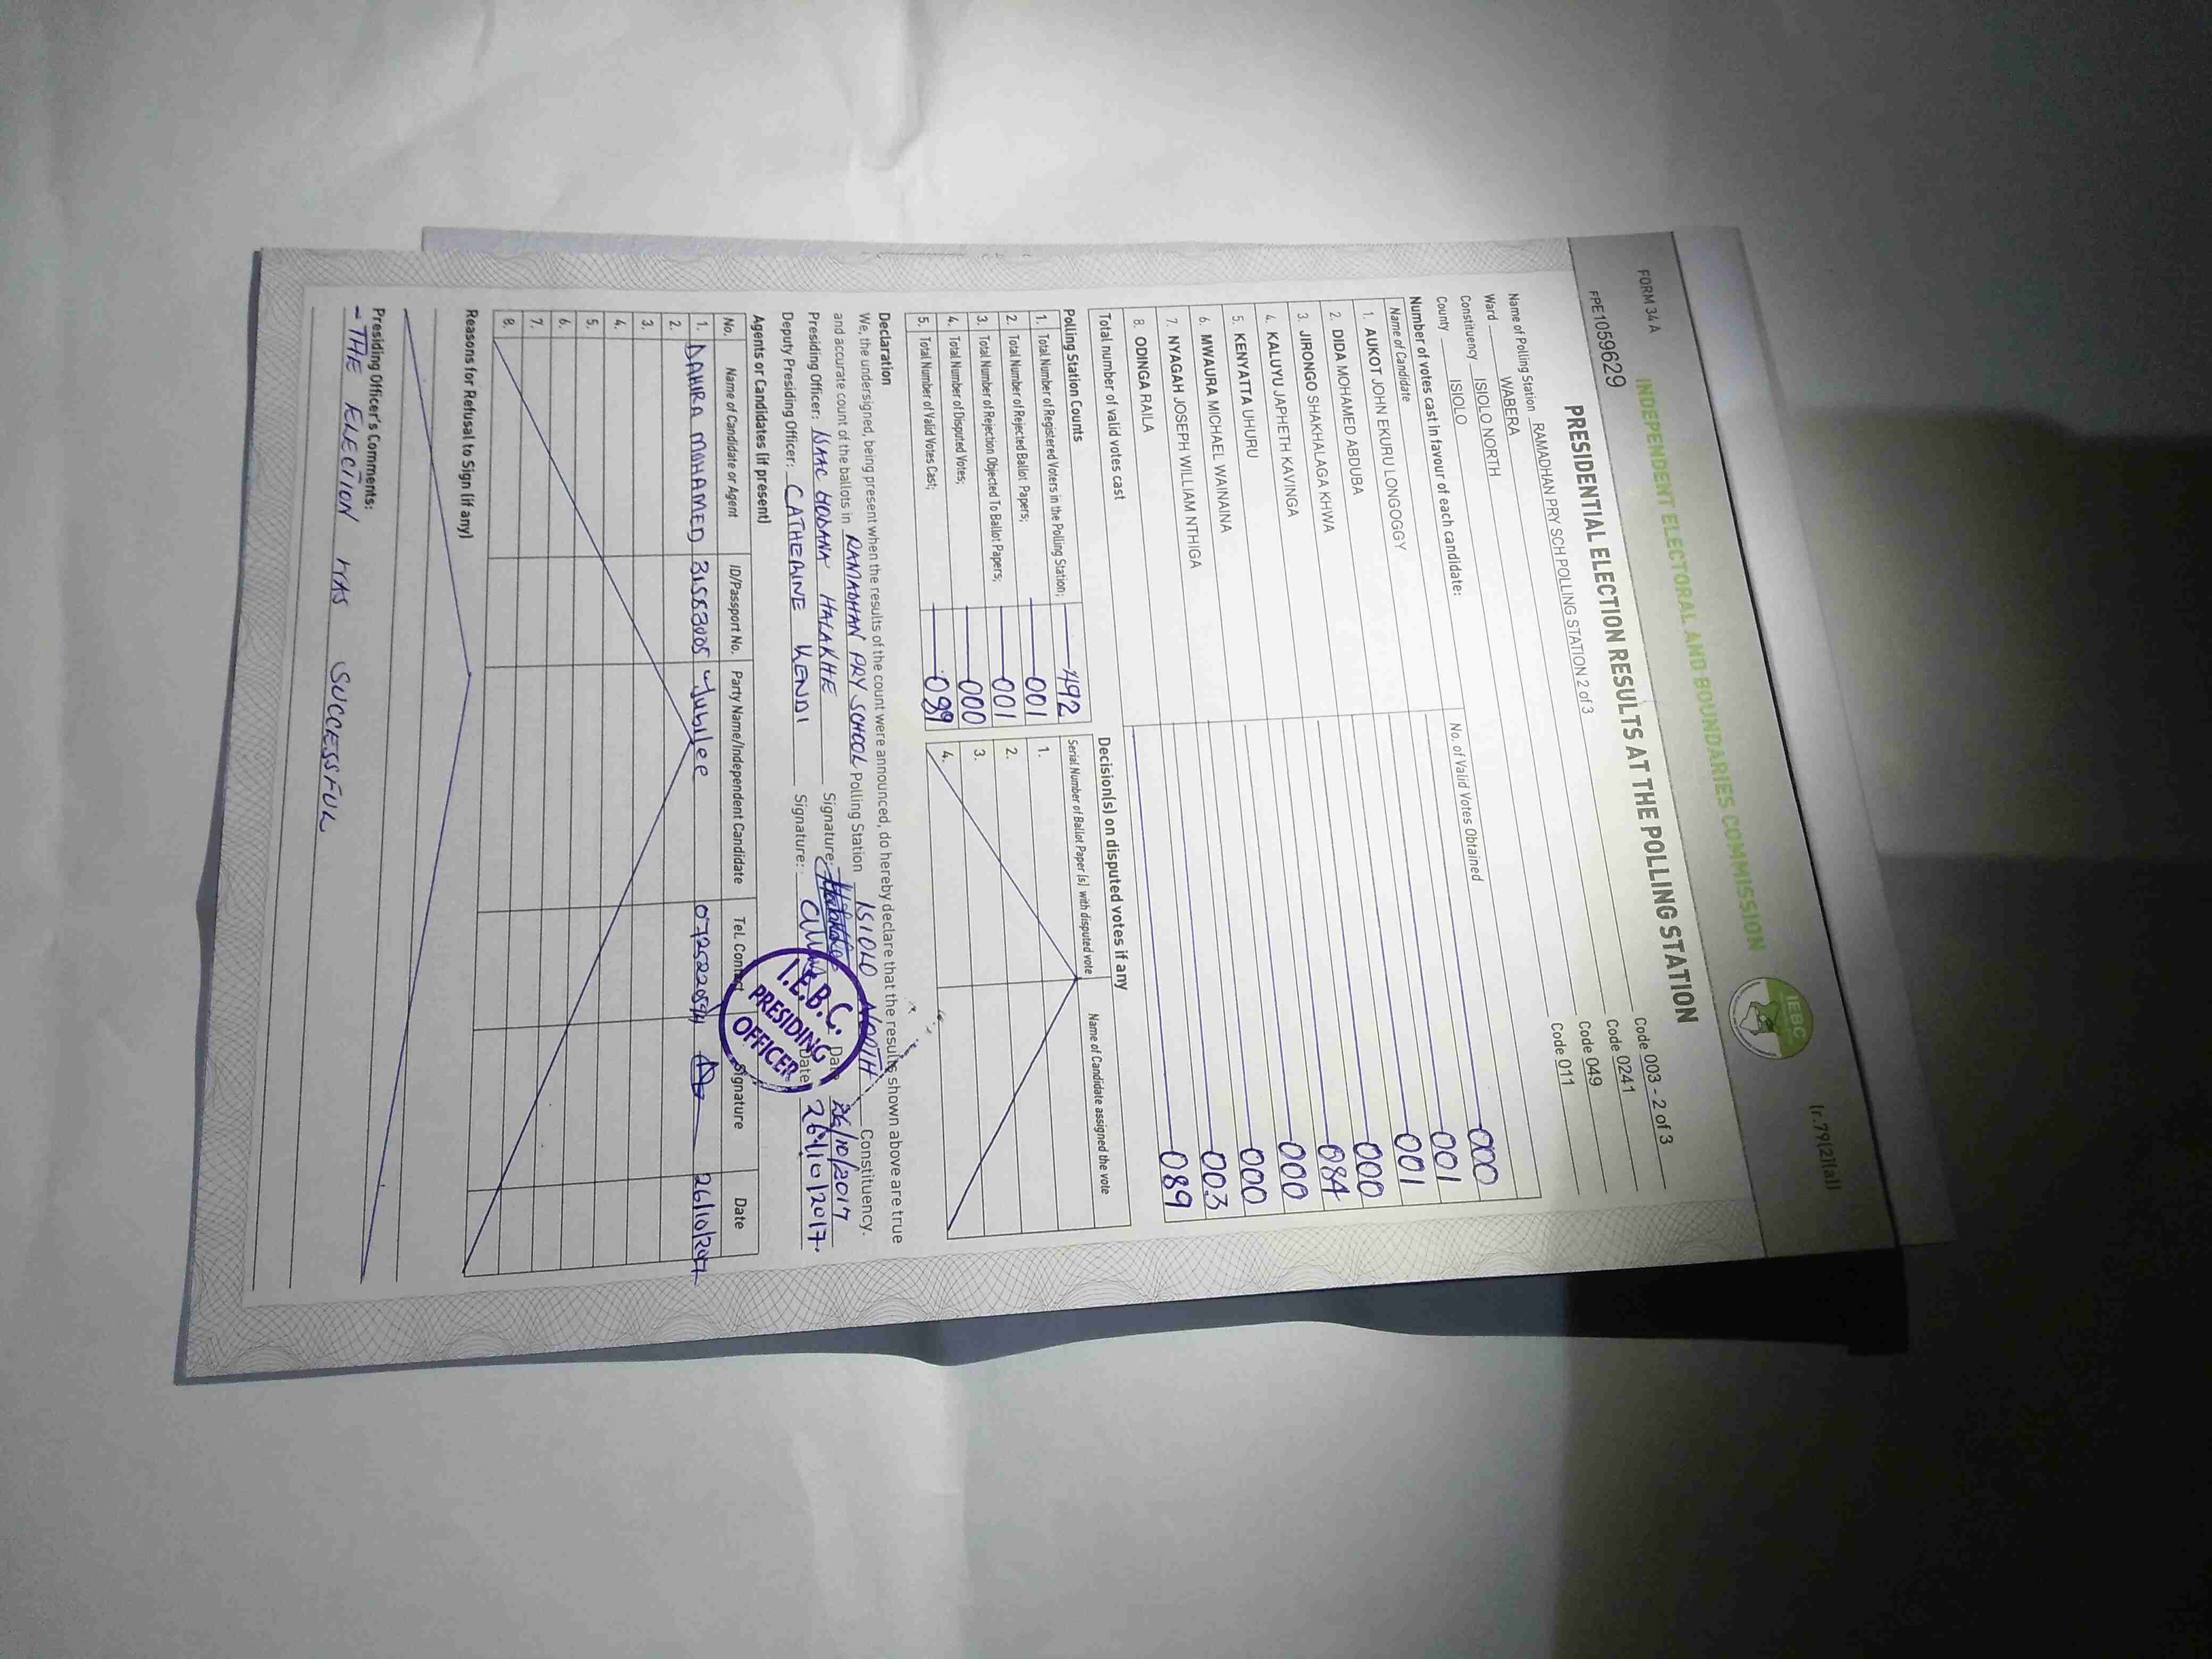 FORM 34 A
(r.79(2)(a))
INDEPENDENT ELECTORAL AND BOUNDARIES COMMISSION
IEBC
FPE1059629
PRESIDENTIAL ELECTION RESULTS AT THE POLLING STATION
Name of Polling Station RAMADHAN PRY SCH POLLING STATION 2 of 3 Code 003 - 2 of 3
Ward WABERA Code 0241
Constituency ISIOLO NORTH Code 049
County ISIOLO Code 011
Number of votes cast in favour of each candidate:
Name of Candidate No. of Valid Votes Obtained
1. AUKOT JOHN EKURU LONGOGGY 000
2. DIDA MOHAMED ABDUBA 001
3. JIRONGO SHAKHALAGA KHWA 001
4. KALUYU JAPHETH KAVINGA 000
5. KENYATTA UHURU 084
6. MWAURA MICHAEL WAINAINA 000
7. NYAGAH JOSEPH WILLIAM NTHIGA 000
8. ODINGA RAILA 003
Total number of valid votes cast 089
Polling Station Counts
1. Total Number of Registered Voters in the Polling Station; 492
2. Total Number of Rejected Ballot Papers; 001
3. Total Number of Rejection Objected To Ballot Papers; 001
4. Total Number of Disputed Votes; 000
5. Total Number of Valid Votes Cast; 089
Decision(s) on disputed votes if any
Serial Number of Ballot Paper (s) with disputed vote Name of Candidate assigned the vote
1.
2.
3.
4.
Declaration
We, the undersigned, being present when the results of the count were announced, do hereby declare that the results shown above are true
and accurate count of the ballots in RAMADHAN PRY SCHOOL Polling Station ISIOLO NORTH Constituency.
Presiding Officer: ISAAC HODANA HALAKHE Signature: Date 26/10/2017
Deputy Presiding Officer: CATHERINE KENDI Signature: Date 26/10/2017.
I.E.B.C.
PRESIDING
OFFICER
Agents or Candidates (if present)
No. Name of Candidate or Agent ID/Passport No. Party Name/Independent Candidate Tel. Contact Signature Date
1. DAHIRA MOHAMED 31583005 Jubilee 26/10/2017
2.
3.
4.
5.
6.
7.
8.
Reasons for Refusal to Sign (if any)
Presiding Officer's Comments:
- THE ELECTION WAS SUCCESSFUL